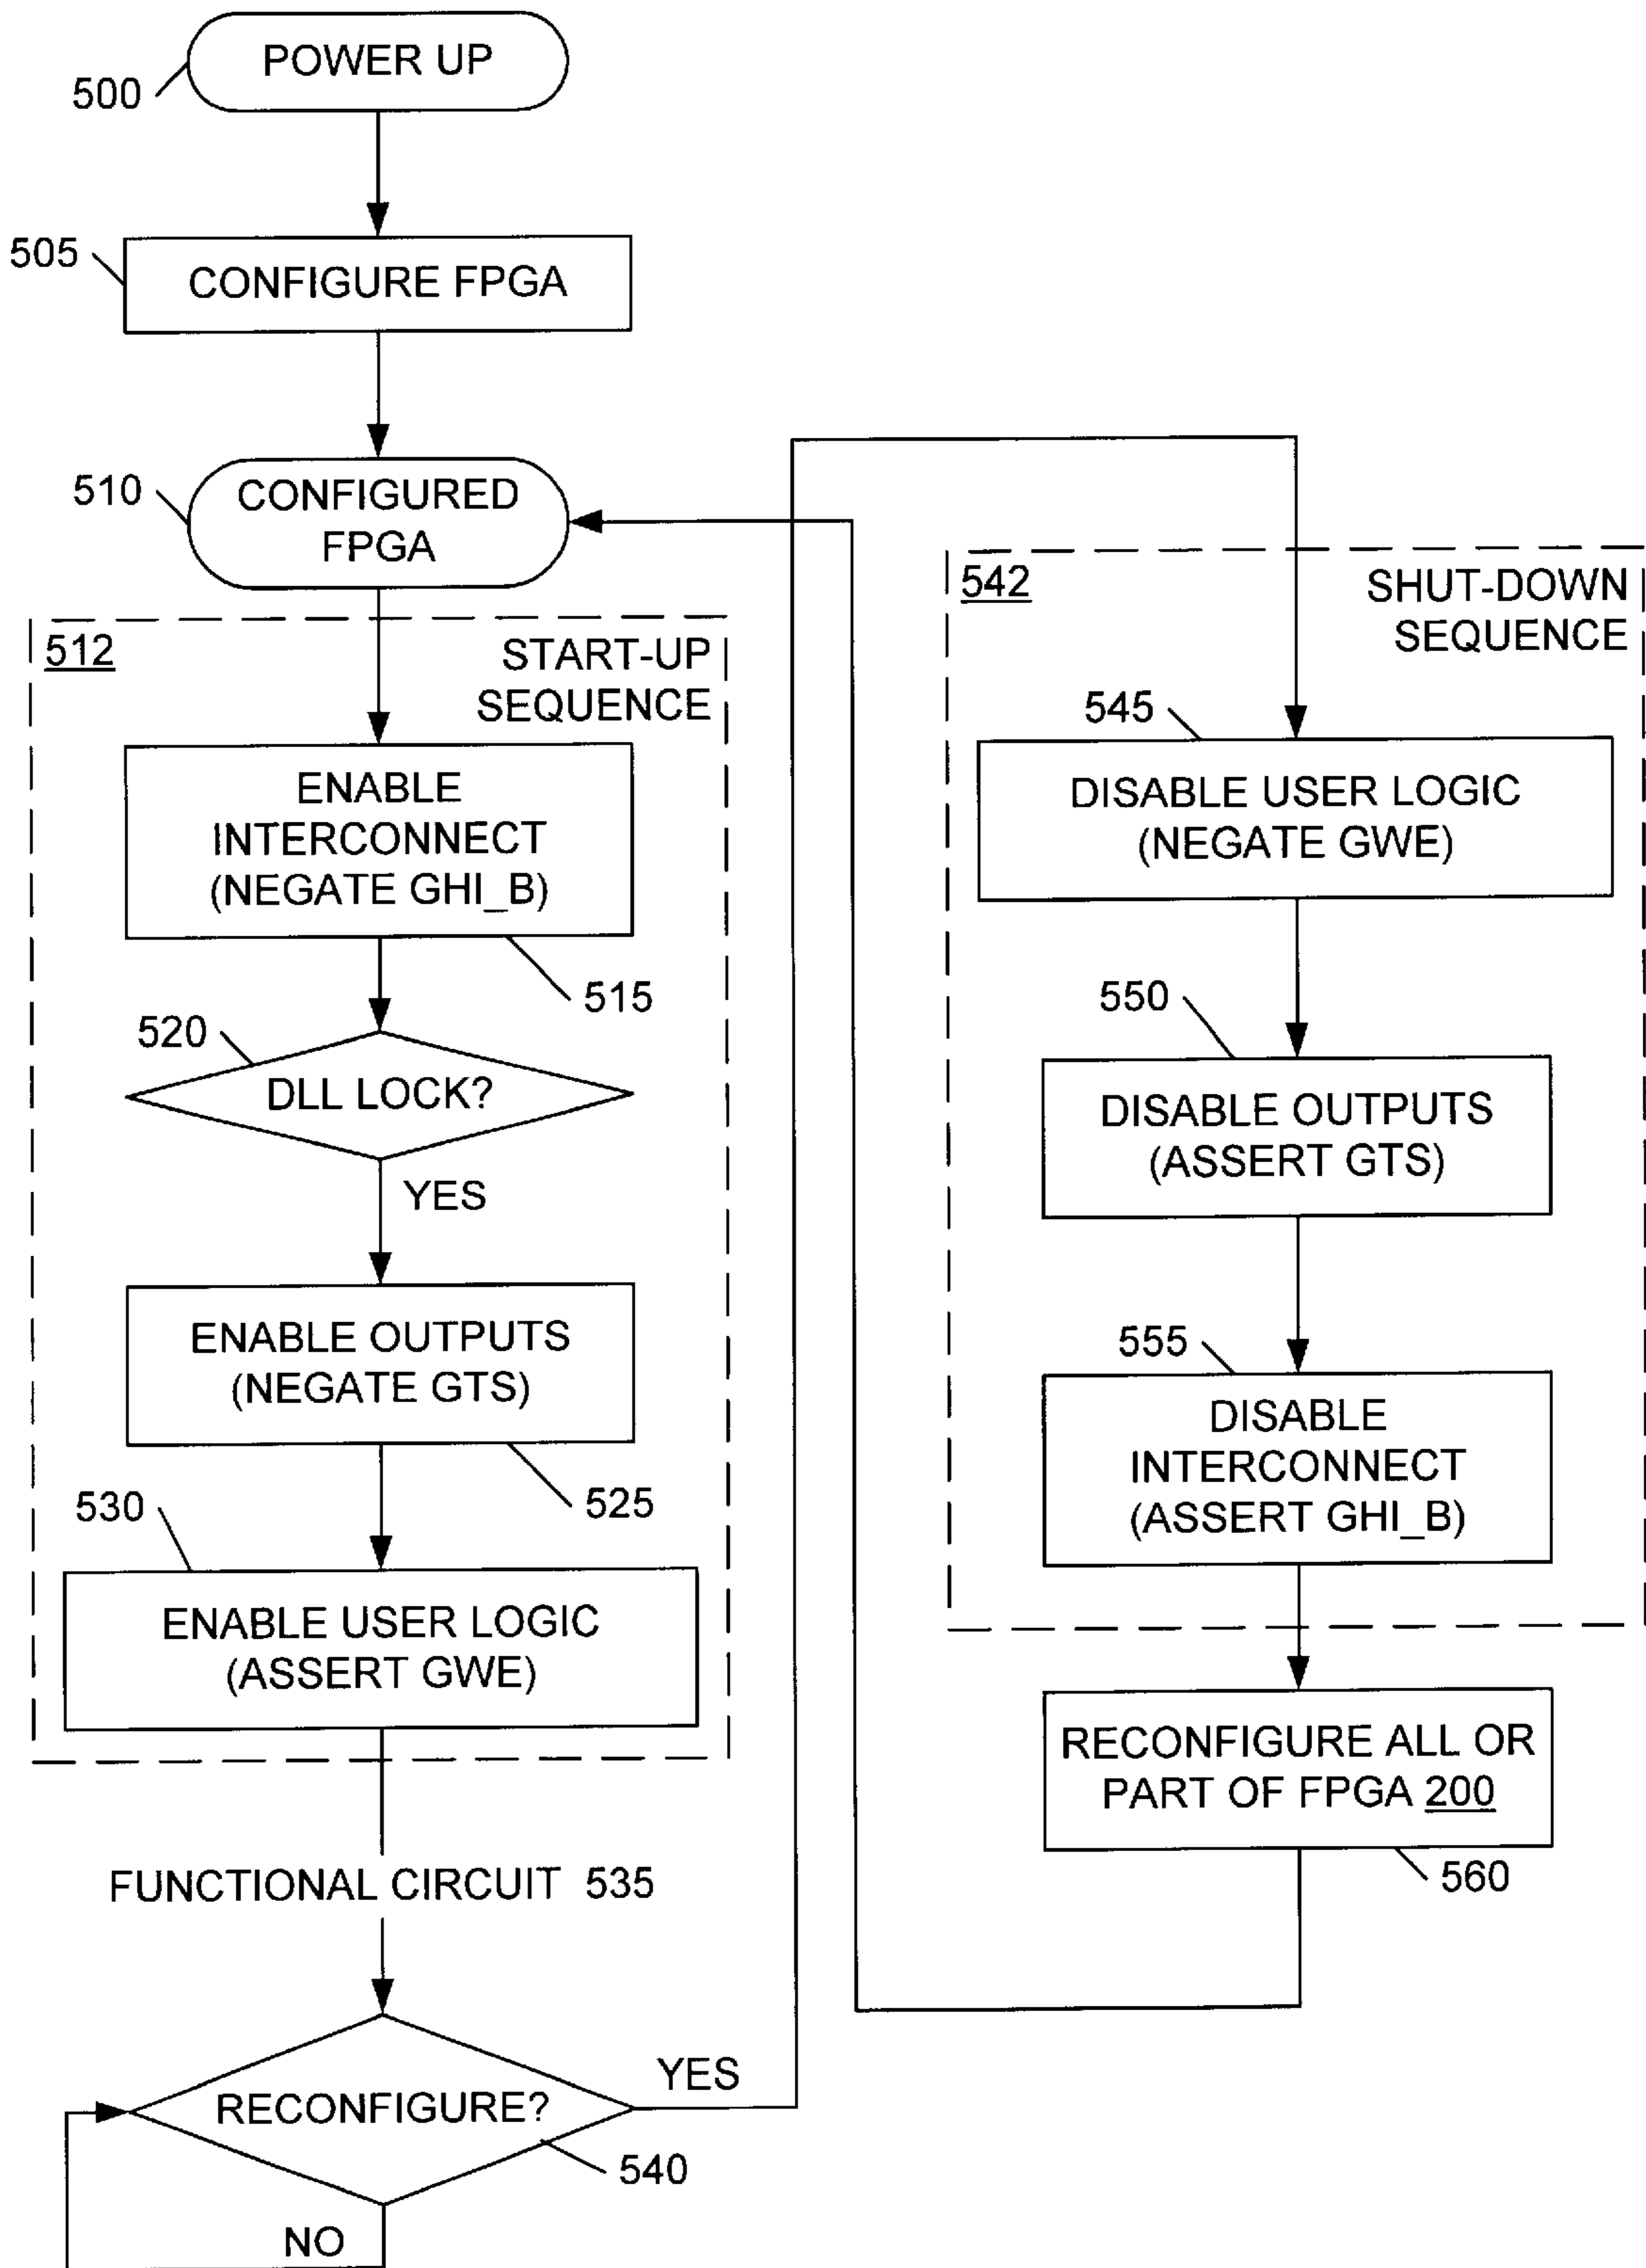 POWER UP
500
505
CONFIGURE FPGA
510
CONFIGURED
FPGA
512
START-UP
SEQUENCE
ENABLE
INTERCONNECT
(NEGATE GHI_B)
515
520
DLL LOCK?
YES
ENABLE OUTPUTS
(NEGATE GTS)
525
530
ENABLE USER LOGIC
(ASSERT GWE)
FUNCTIONAL CIRCUIT 535
RECONFIGURE?
YES
540
NO
542
SHUT-DOWN
SEQUENCE
545
DISABLE USER LOGIC
(NEGATE GWE)
550
DISABLE OUTPUTS
(ASSERT GTS)
555
DISABLE
INTERCONNECT
(ASSERT GHI_B)
RECONFIGURE ALL OR
PART OF FPGA 200
560